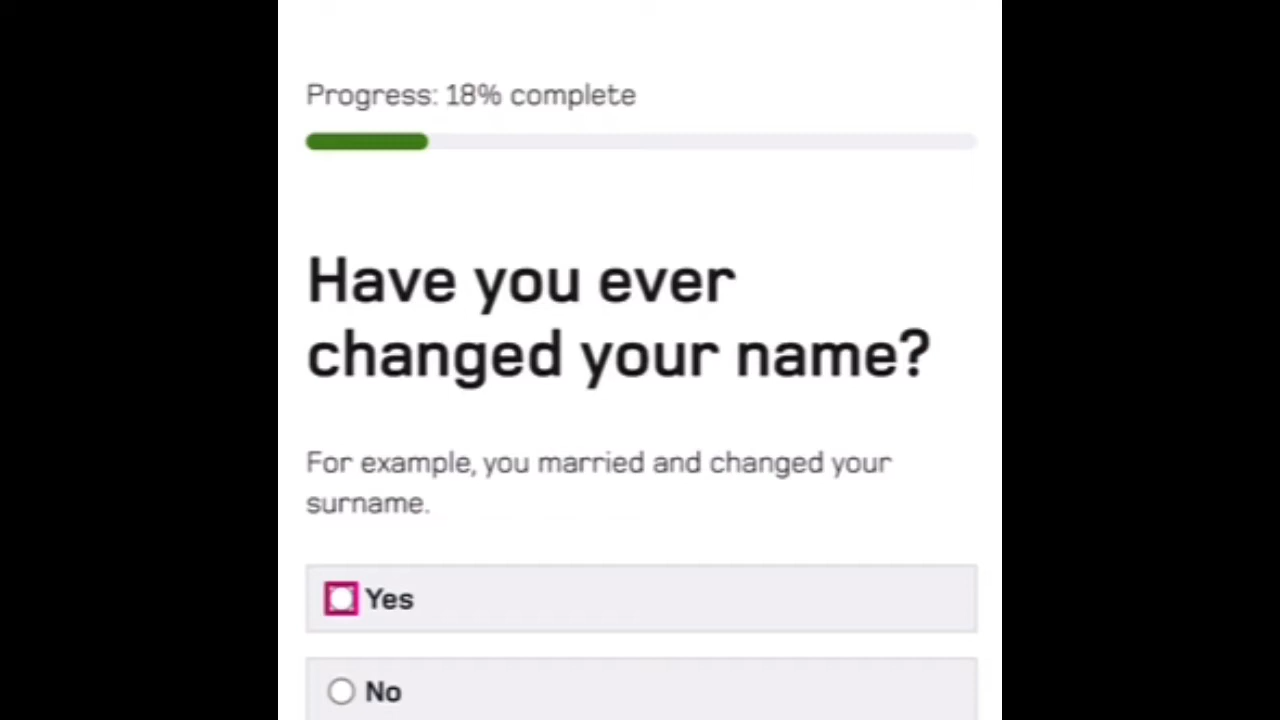 Progress: 18% complete
Have you ever
changed your name?
For example, you married and changed your
surname.
Yes
No